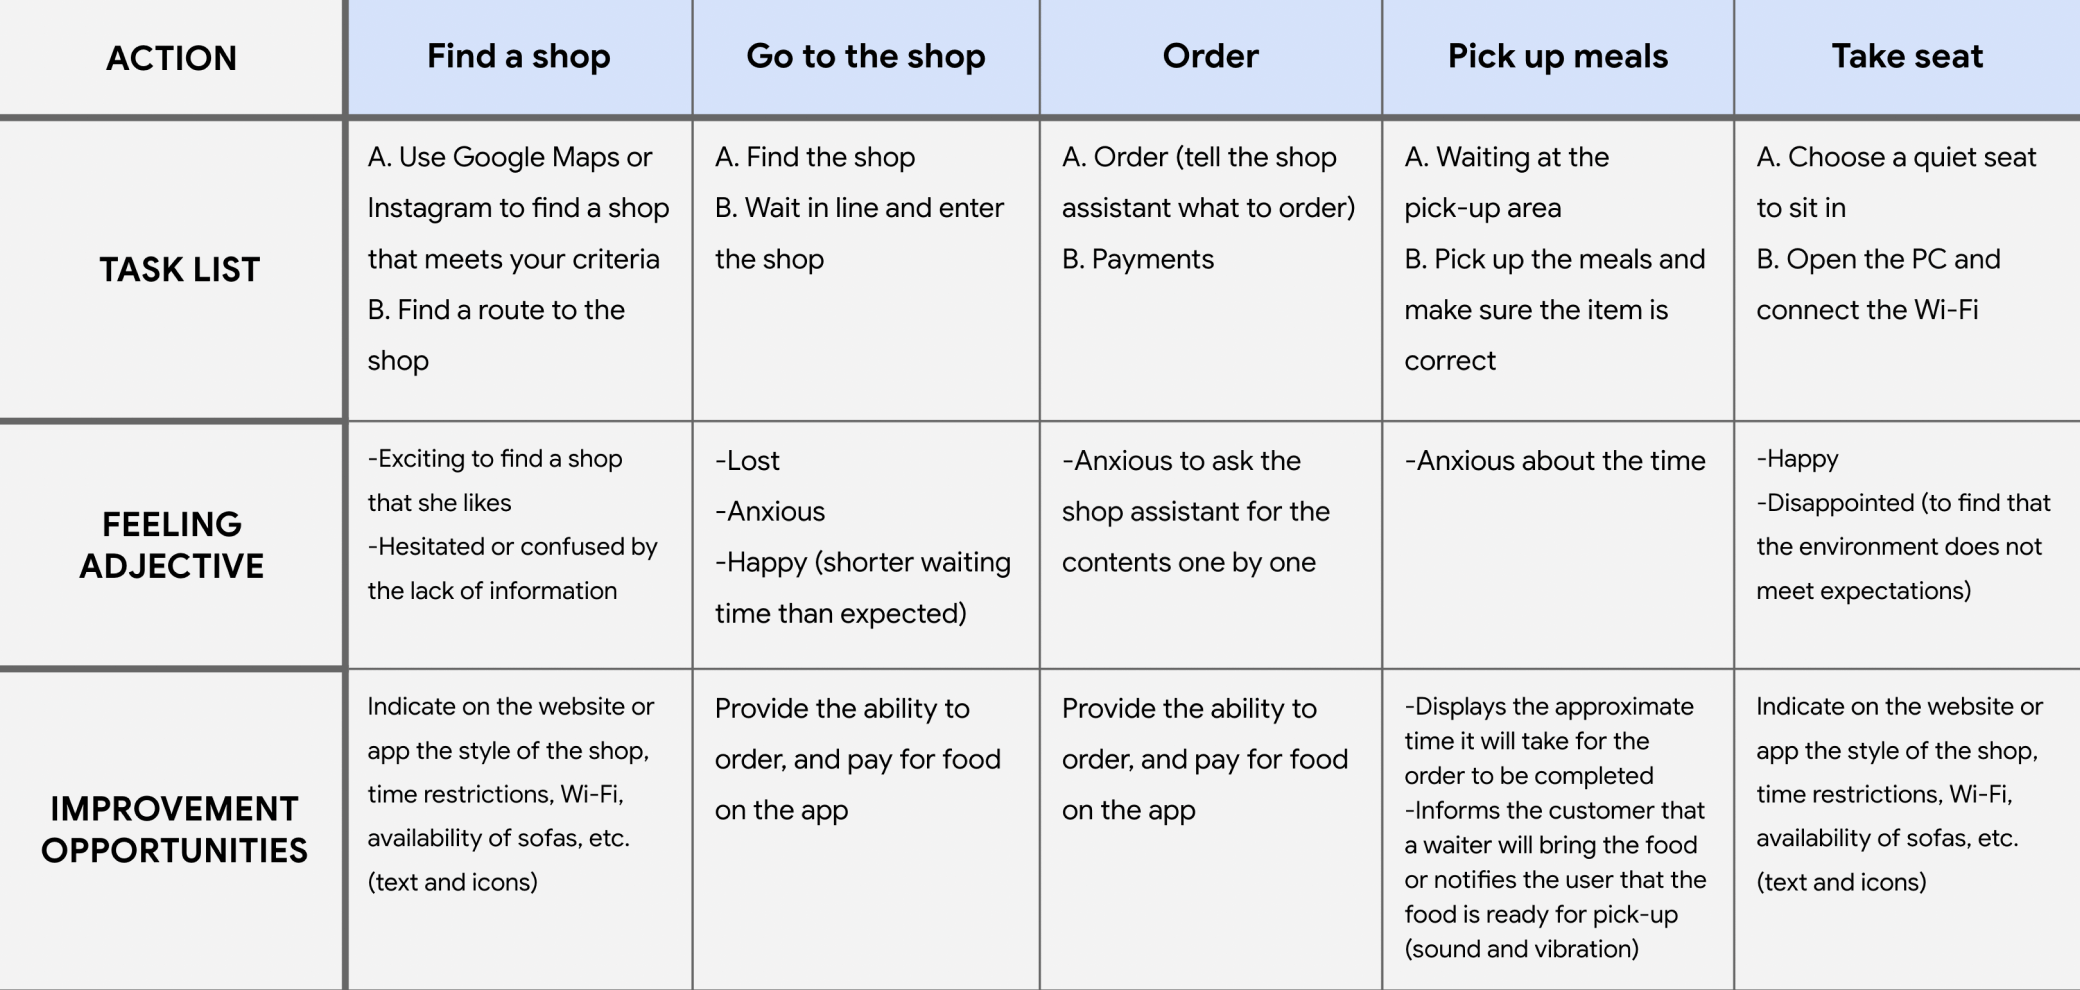 ACTION
Find a shop
Go to the shop
Order
Pick up meals
Take seat
TASK LIST
A. Use Google Maps or
Instagram to find a shop
that meets your criteria
B. Find a route to the
shop
A. Find the shop
B. Wait in line and enter
the shop
A. Order (tell the shop
assistant what to order)
B. Payments
A. Waiting at the
pick-up area
B. Pick up the meals and
make sure the item is
correct
A. Choose a quiet seat
to sit in
B. Open the PC and
connect the Wi-Fi
FEELING
ADJECTIVE
-Exciting to find a shop
that she likes
-Hesitated or confused by
the lack of information
-Lost
-Anxious
-Happy (shorter waiting
time than expected)
-Anxious to ask the
shop assistant for the
contents one by one
-Anxious about the time
-Happy
-Disappointed (to find that
the environment does not
meet expectations)
IMPROVEMENT
OPPORTUNITIES
Indicate on the website or
app the style of the shop,
time restrictions, Wi-Fi,
availability of sofas, etc.
(text and icons)
Provide the ability to
order, and pay for food
on the app
Provide the ability to
order, and pay for food
on the app
-Displays the approximate
time it will take for the
order to be completed
-Informs the customer that
a waiter will bring the food
or notifies the user that the
food is ready for pick-up
(sound and vibration)
Indicate on the website or
app the style of the shop,
time restrictions, Wi-Fi,
availability of sofas, etc.
(text and icons)